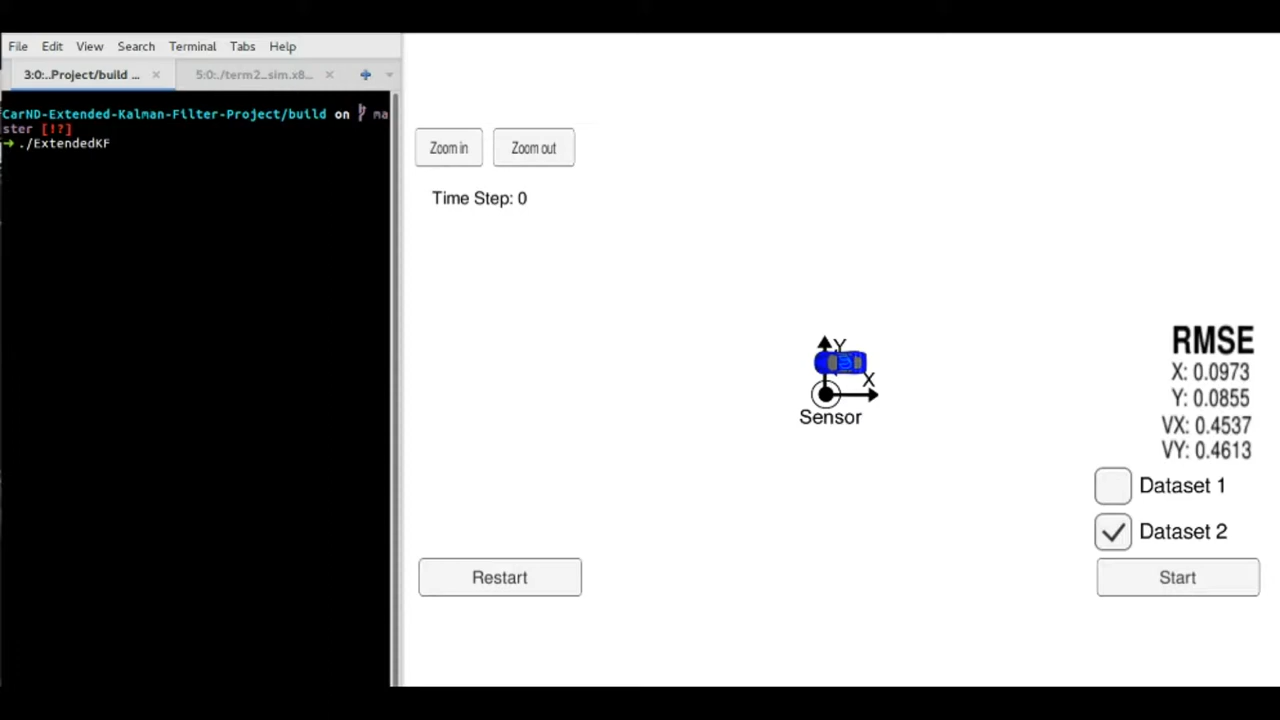 File Edit View Search Terminal Tabs Help
3:0:..Project/build ... × 5:0:./term2_sim.x8... ×
CarND-Extended-Kalman-Filter-Project/build on ma
ster [!?]
➜ ./ExtendedKF
Zoom in Zoom out
Time Step: 0
Y
X
Sensor
RMSE
X: 0.0973
Y: 0.0855
VX: 0.4537
VY: 0.4613
Dataset 1
Dataset 2
Restart Start